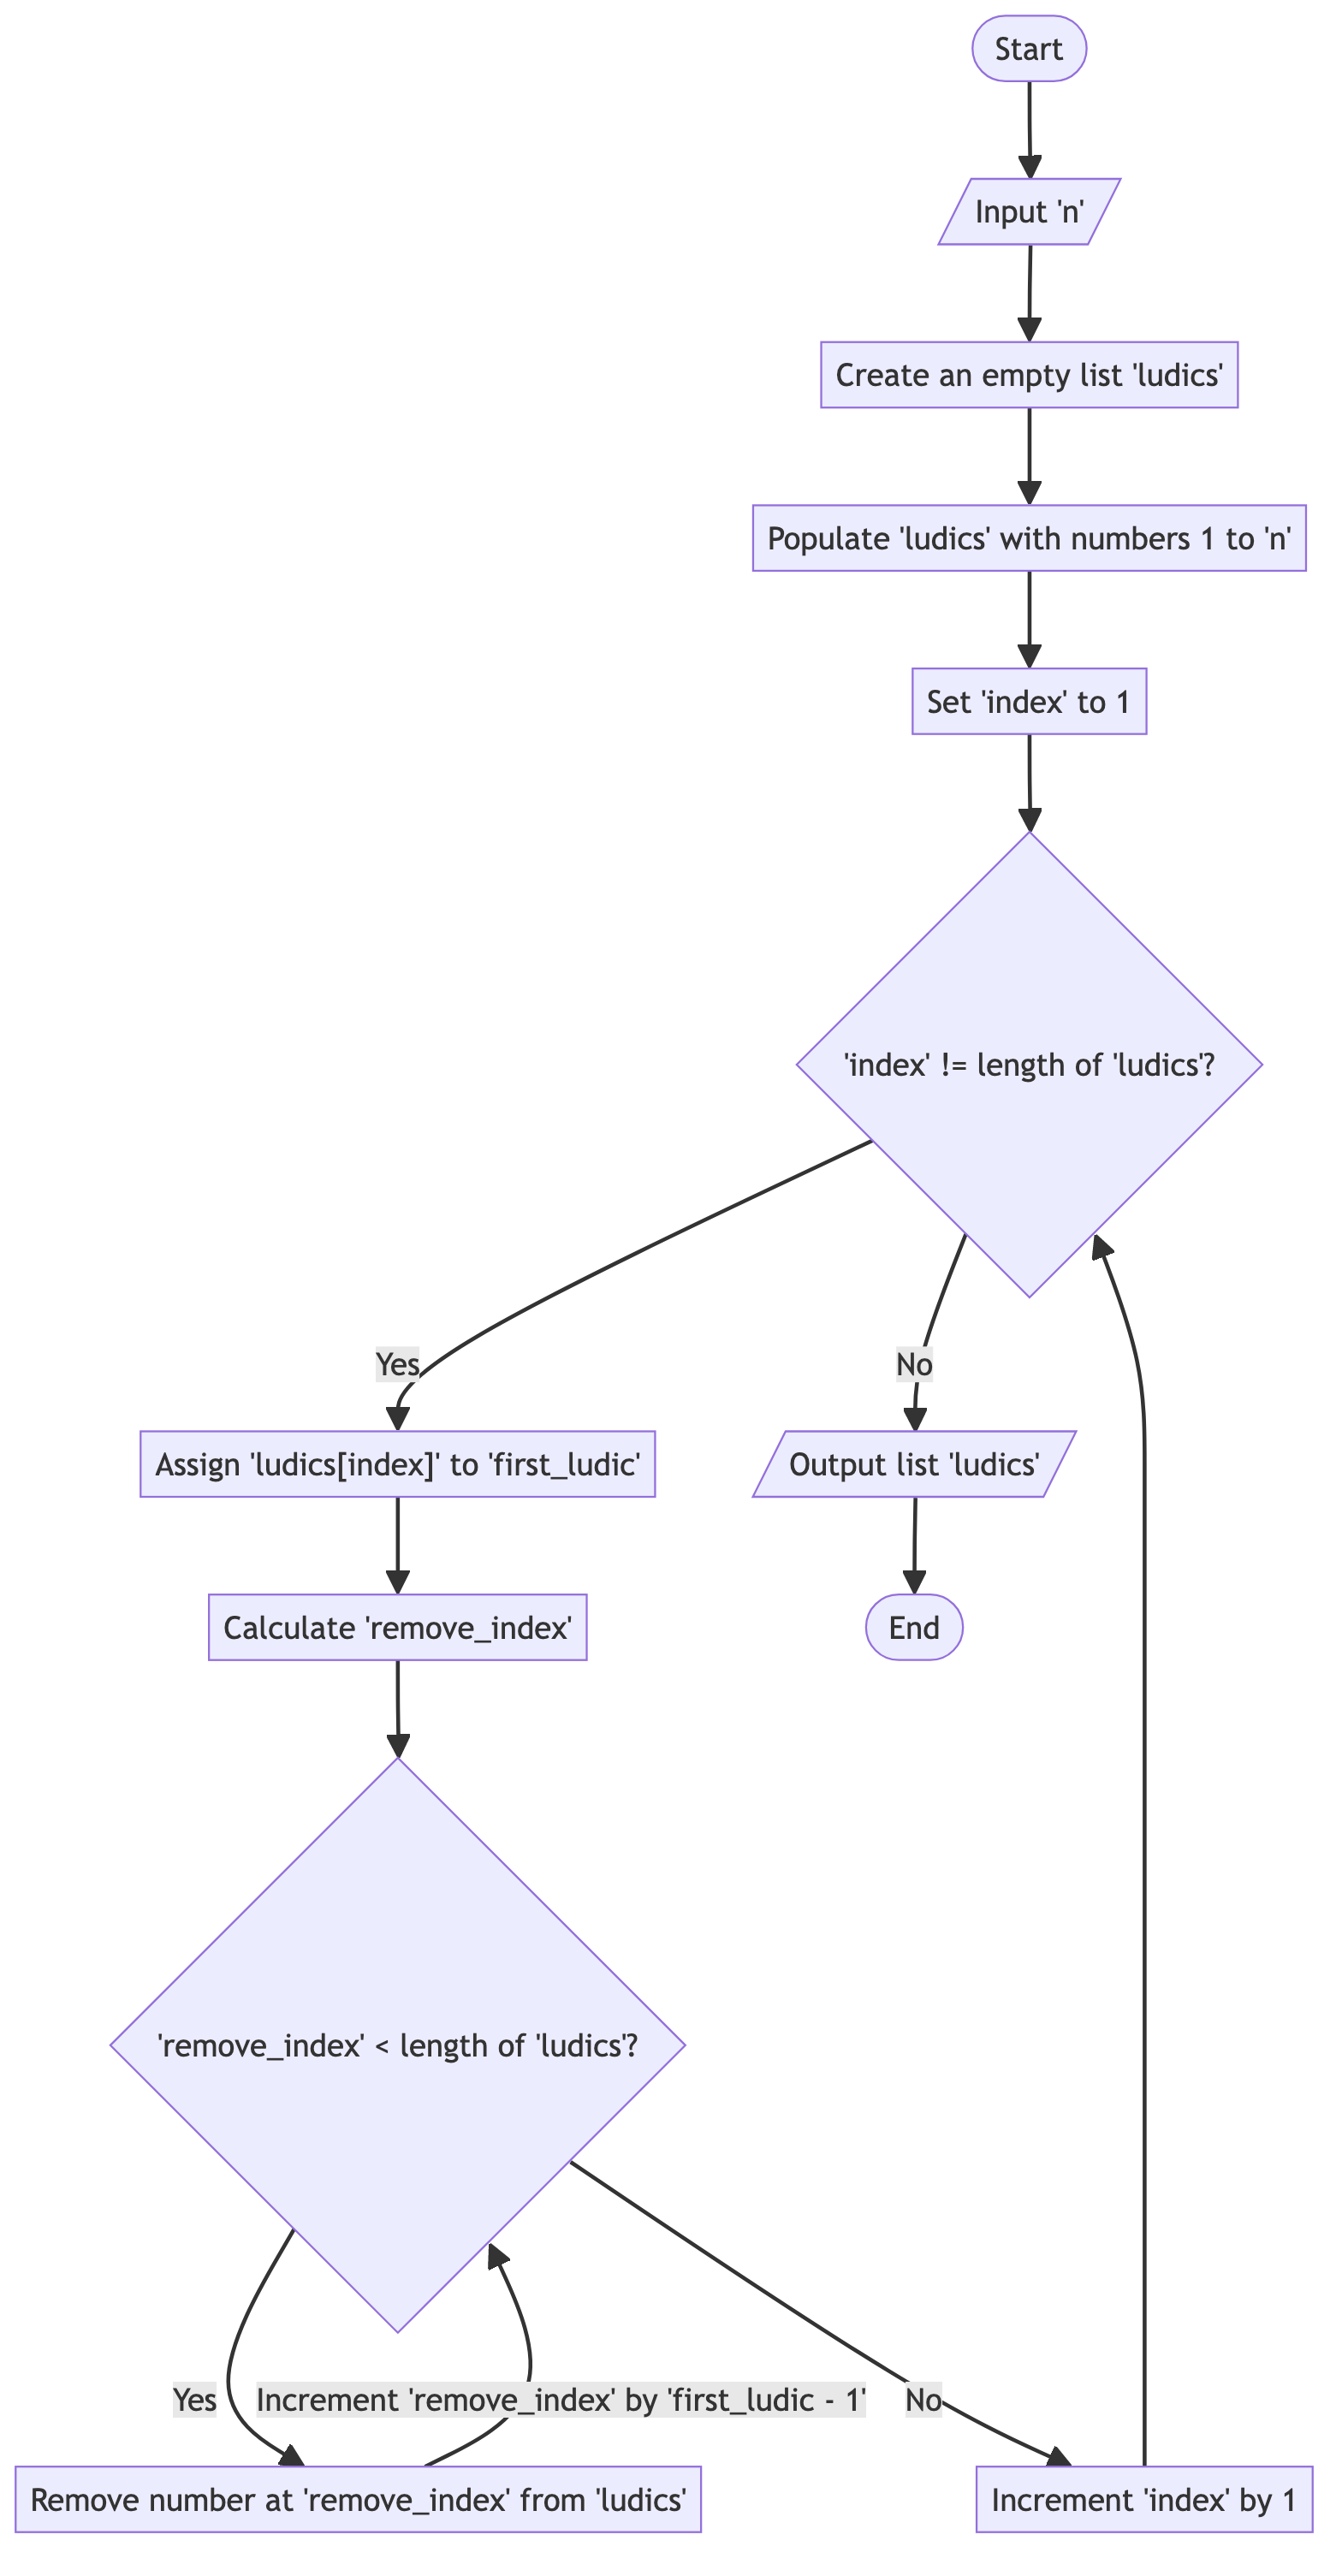 Start
Input 'n'
Create an empty list 'ludics'
Populate 'ludics' with numbers 1 to 'n'
Set 'index' to 1
'index' != length of 'ludics'?
Yes
No
Assign 'ludics[index]' to 'first_ludic'
Output list 'ludics'
Calculate 'remove_index'
End
'remove_index' < length of 'ludics'?
Yes
Increment 'remove_index' by 'first_ludic - 1'
No
Remove number at 'remove_index' from 'ludics'
Increment 'index' by 1